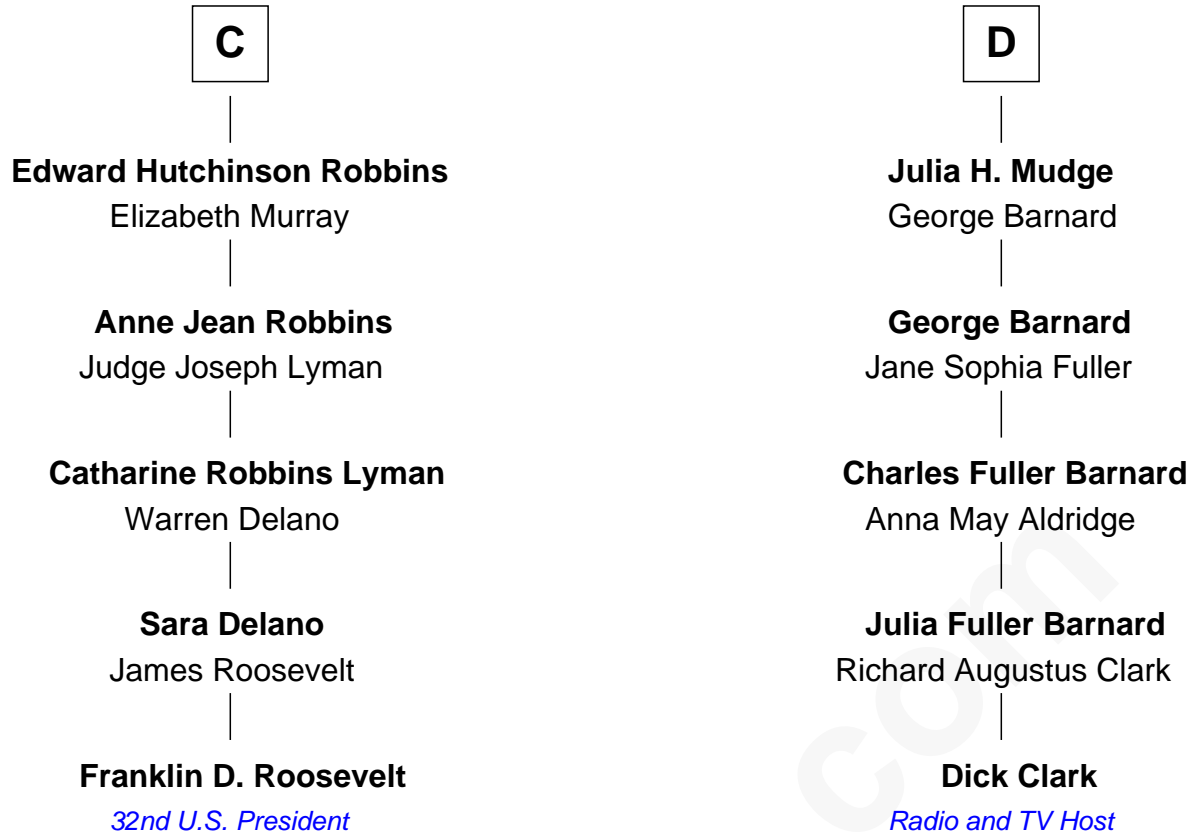 C
Edward Hutchinson Robbins
Elizabeth Murray
Anne Jean Robbins
Judge Joseph Lyman
Catharine Robbins Lyman
Warren Delano
Sara Delano
James Roosevelt
Franklin D. Roosevelt
32nd U.S. President
D
Julia H. Mudge
George Barnard
George Barnard
Jane Sophia Fuller
Charles Fuller Barnard
Anna May Aldridge
Julia Fuller Barnard
Richard Augustus Clark
Dick Clark
Radio and TV Host
com